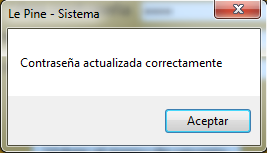 Le Pine - Sistema
Contraseña actualizada correctamente
Aceptar